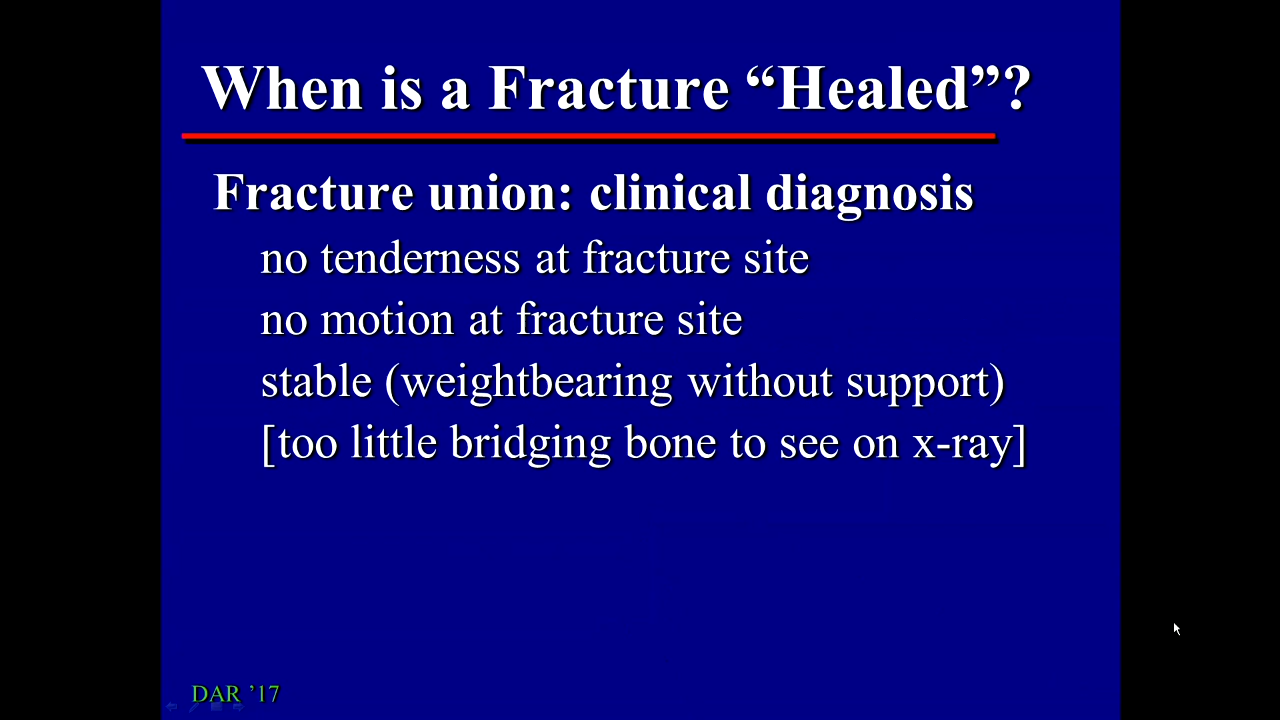 When is a Fracture “Healed”?
Fracture union: clinical diagnosis
no tenderness at fracture site
no motion at fracture site
stable (weightbearing without support)
[too little bridging bone to see on x-ray]
DAR ’17